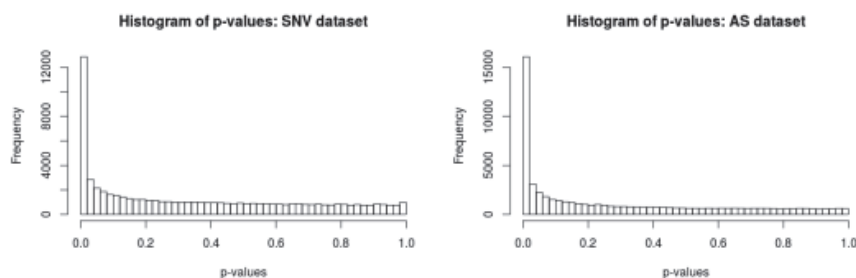 Histogram of p-values: SNV dataset
Frequency
12000
8000
4000
0
0.0 0.2 0.4 0.6 0.8 1.0
p-values
Histogram of p-values: AS dataset
Frequency
15000
10000
5000
0
0.0 0.2 0.4 0.6 0.8 1.0
p-values